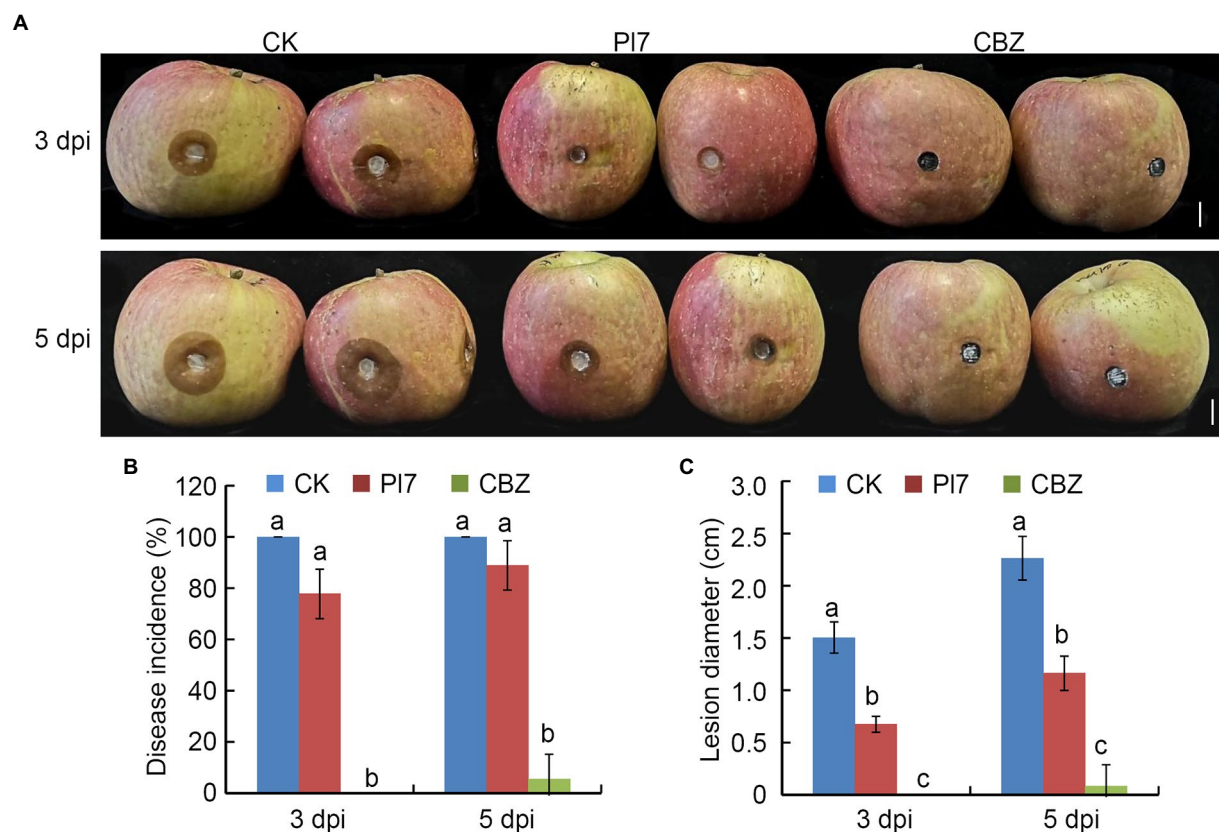 A
CK PI7 CBZ
3 dpi
5 dpi
B
CK PI7 CBZ
Disease incidence (%)
120
100
80
60
40
20
0
a a b
a a b
3 dpi 5 dpi
C
CK PI7 CBZ
Lesion diameter (cm)
3.0
2.5
2.0
1.5
1.0
0.5
0
a b c
a b c
3 dpi 5 dpi